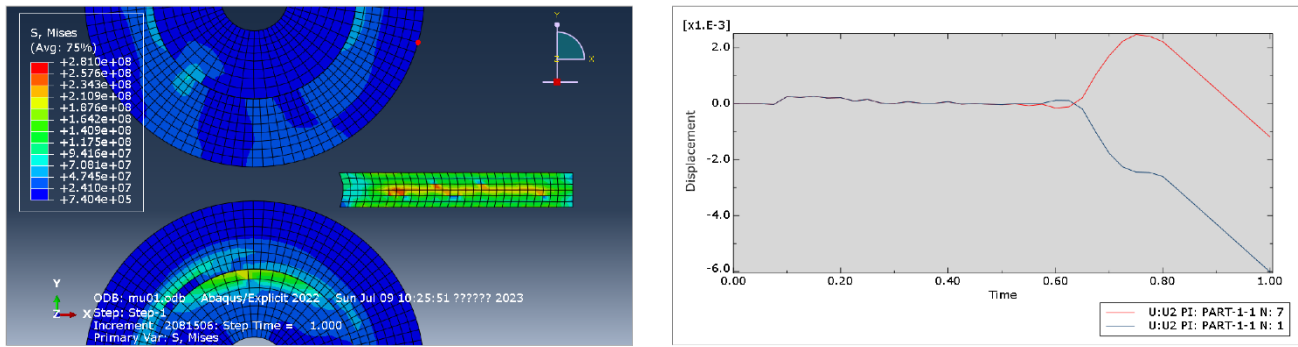 S, Mises
(Avg: 75%)
+2.810e+08
+2.576e+08
+2.343e+08
+2.109e+08
+1.876e+08
+1.642e+08
+1.409e+08
+1.175e+08
+9.416e+07
+7.081e+07
+4.745e+07
+2.410e+07
+7.404e+05
Y
Z
X
Y
Z X
ODB: mu01.odb Abaqus/Explicit 2022 Sun Jul 09 10:25:51 ?????? 2023
Step: Step-1
Increment 2081506: Step Time = 1.000
Primary Var: S, Mises
[x1.E-3]
2.0
0.0
-2.0
-4.0
-6.0
Displacement
0.00 0.20 0.40 0.60 0.80 1.00
Time
U:U2 PI: PART-1-1 N: 7
U:U2 PI: PART-1-1 N: 1